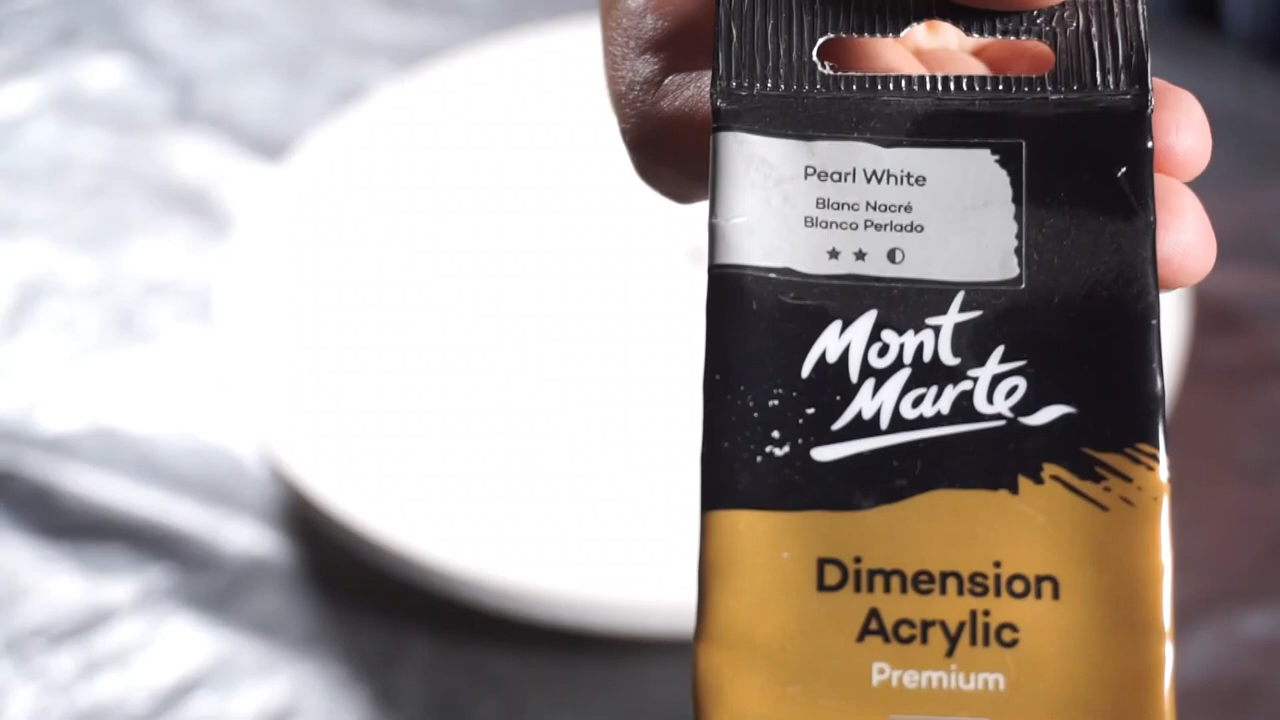 Pearl White
Blanc Nacré
Blanco Perlado
Mont
Marte
Dimension
Acrylic
Premium